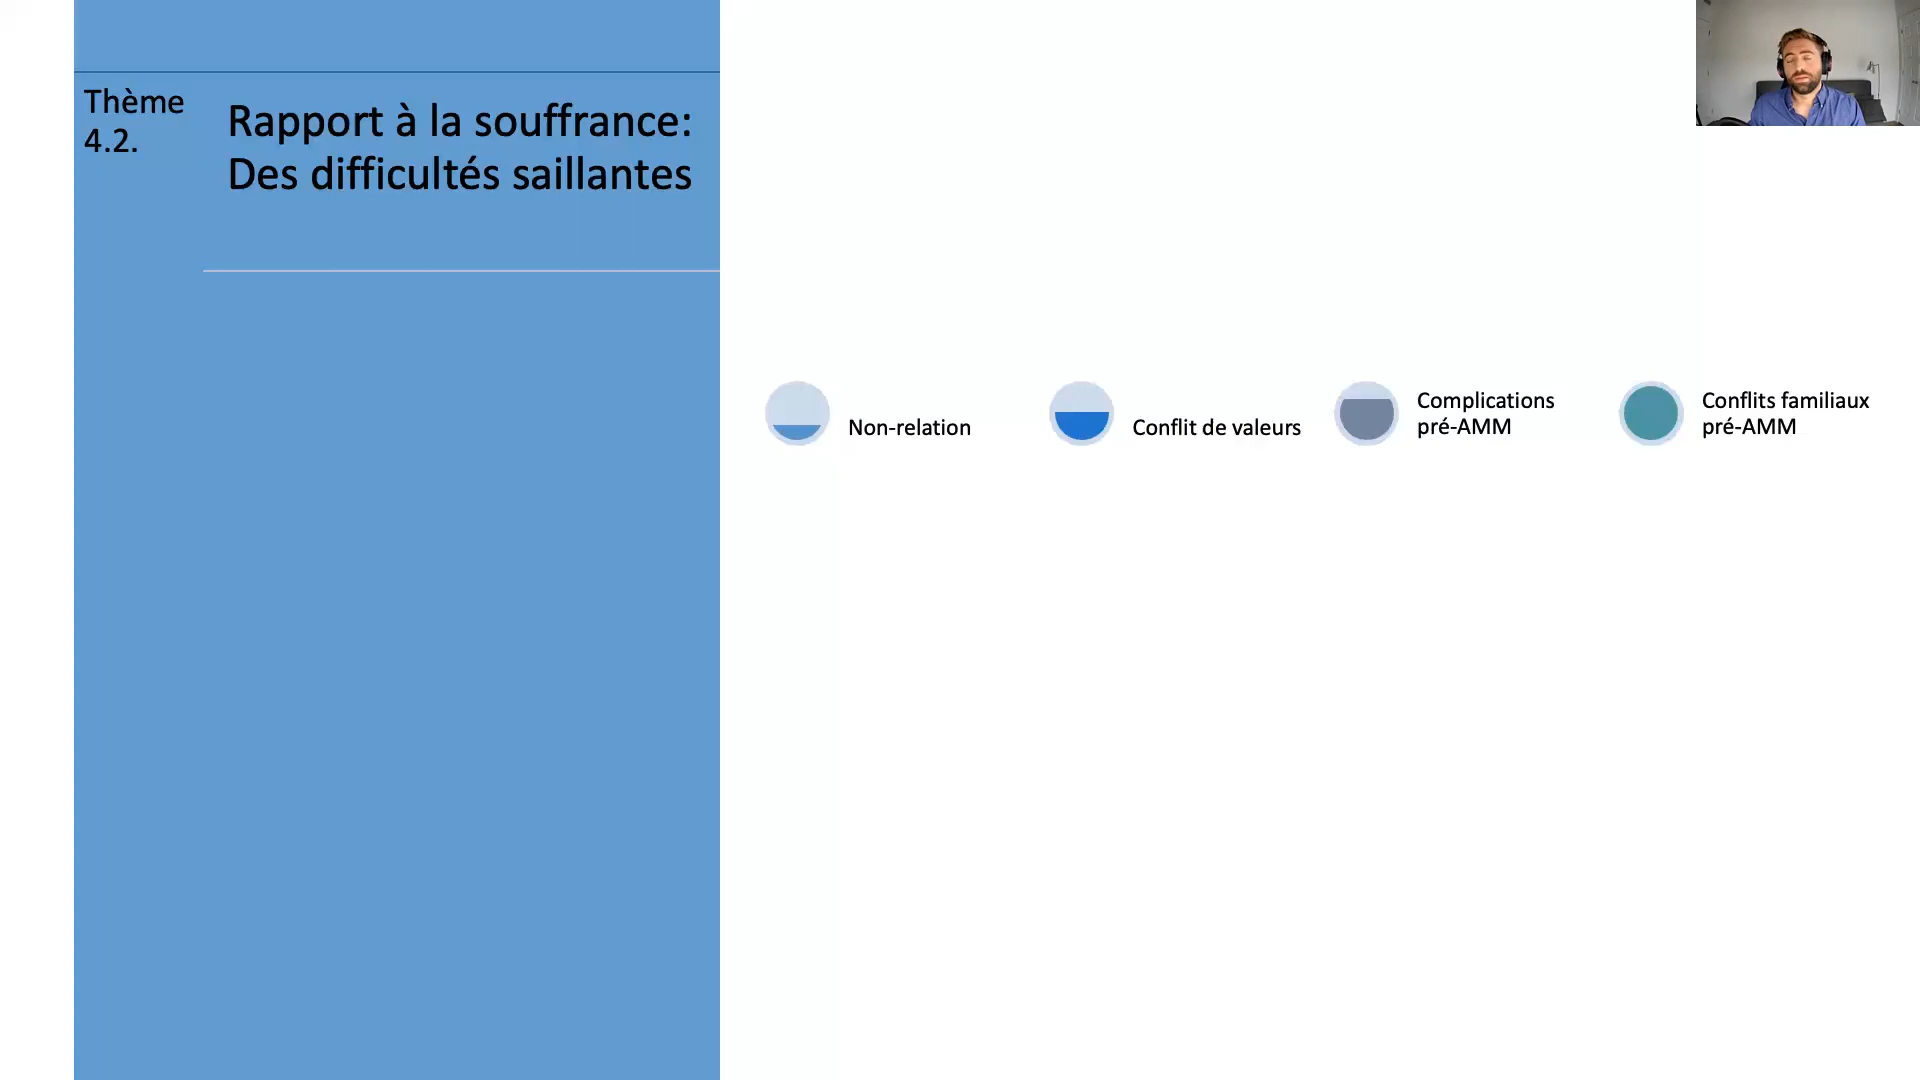 Thème
4.2.
Rapport à la souffrance:
Des difficultés saillantes
Non-relation
Conflit de valeurs
Complications
pré-AMM
Conflits familiaux
pré-AMM